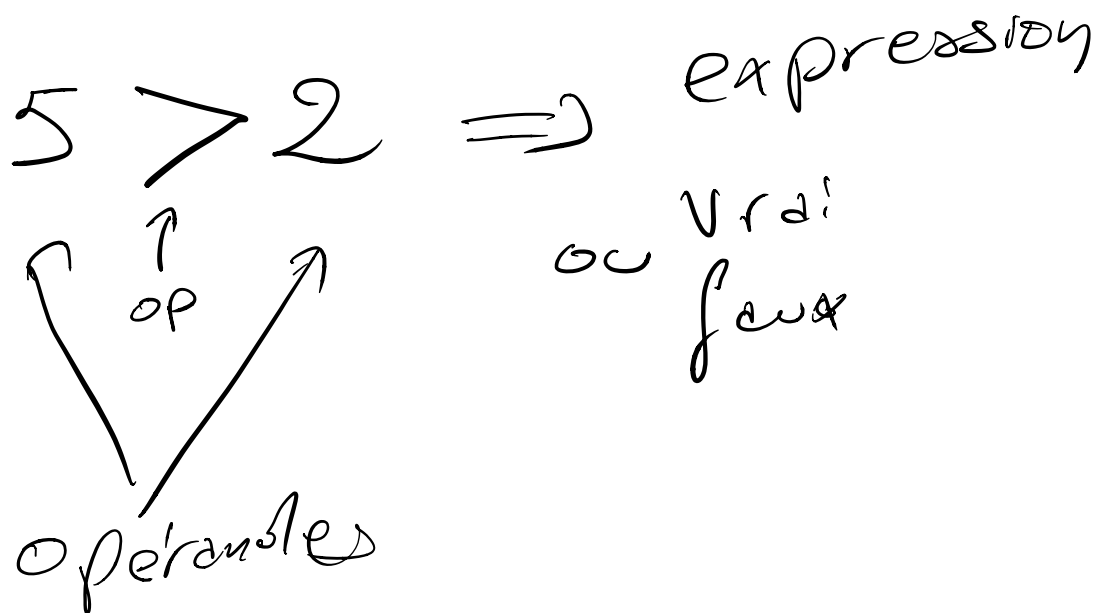 5 > 2 ⇒ expression
vrai
ou
faux
op
opérandes